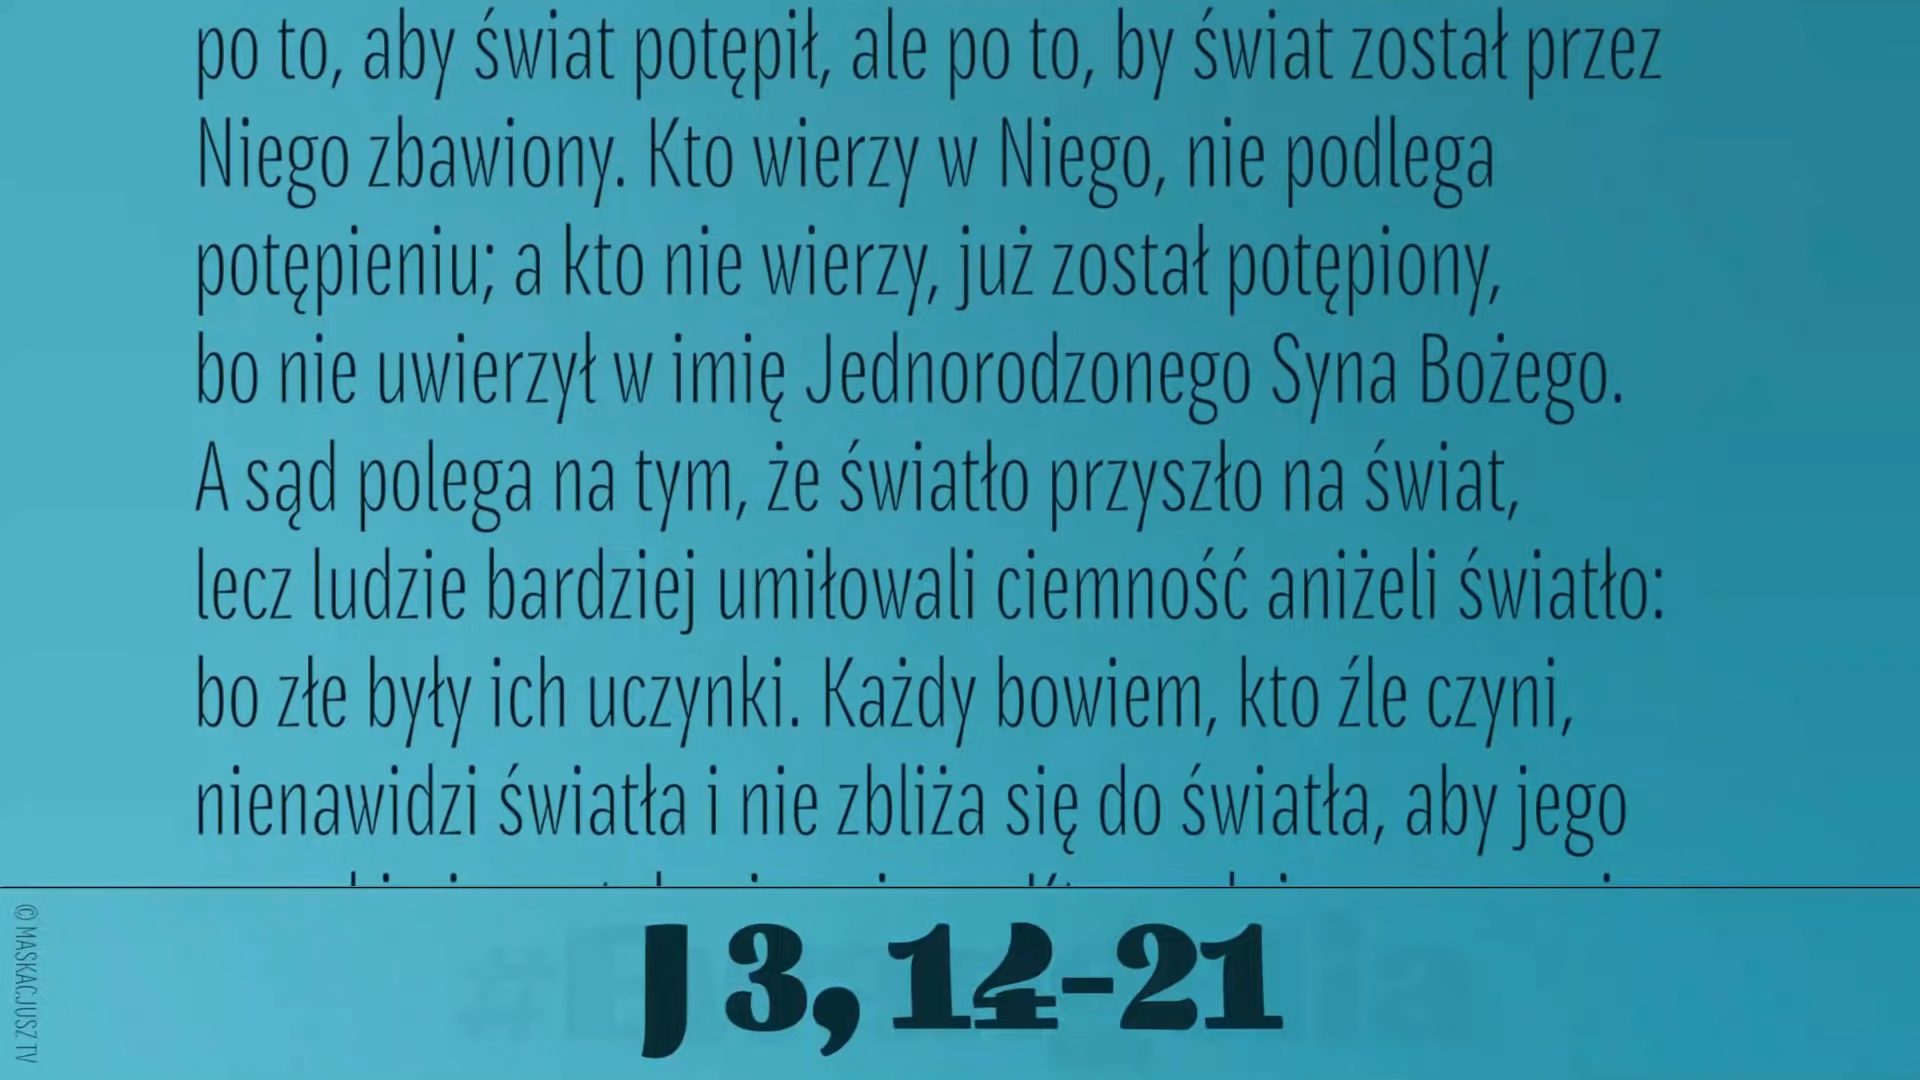 po to, aby świat potępił, ale po to, by świat został przez
Niego zbawiony. Kto wierzy w Niego, nie podlega
potępieniu; a kto nie wierzy, już został potępiony,
bo nie uwierzył w imię Jednorodzonego Syna Bożego.
A sąd polega na tym, że światło przyszło na świat,
lecz ludzie bardziej umiłowali ciemność aniżeli światło:
bo złe były ich uczynki. Każdy bowiem, kto źle czyni,
nienawidzi światła i nie zbliża się do światła, aby jego
J 3, 14-21
© MASKACJUSZ TV